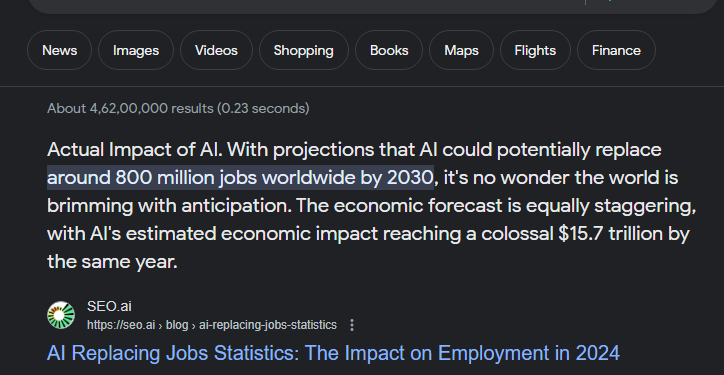 News Images Videos Shopping Books Maps Flights Finance
About 4,62,00,000 results (0.23 seconds)
Actual Impact of AI. With projections that AI could potentially replace
around 800 million jobs worldwide by 2030, it's no wonder the world is
brimming with anticipation. The economic forecast is equally staggering,
with AI's estimated economic impact reaching a colossal $15.7 trillion by
the same year.
SEO.ai
https://seo.ai › blog › ai-replacing-jobs-statistics
AI Replacing Jobs Statistics: The Impact on Employment in 2024